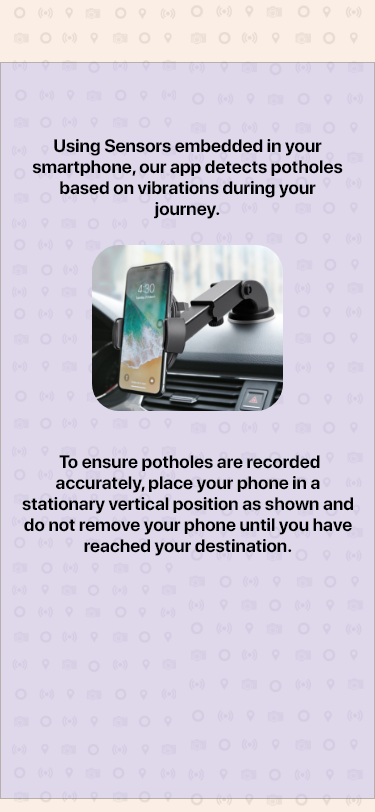 Using Sensors embedded in your
smartphone, our app detects potholes
based on vibrations during your
journey.
4:30
To ensure potholes are recorded
accurately, place your phone in a
stationary vertical position as shown and
do not remove your phone until you have
reached your destination.